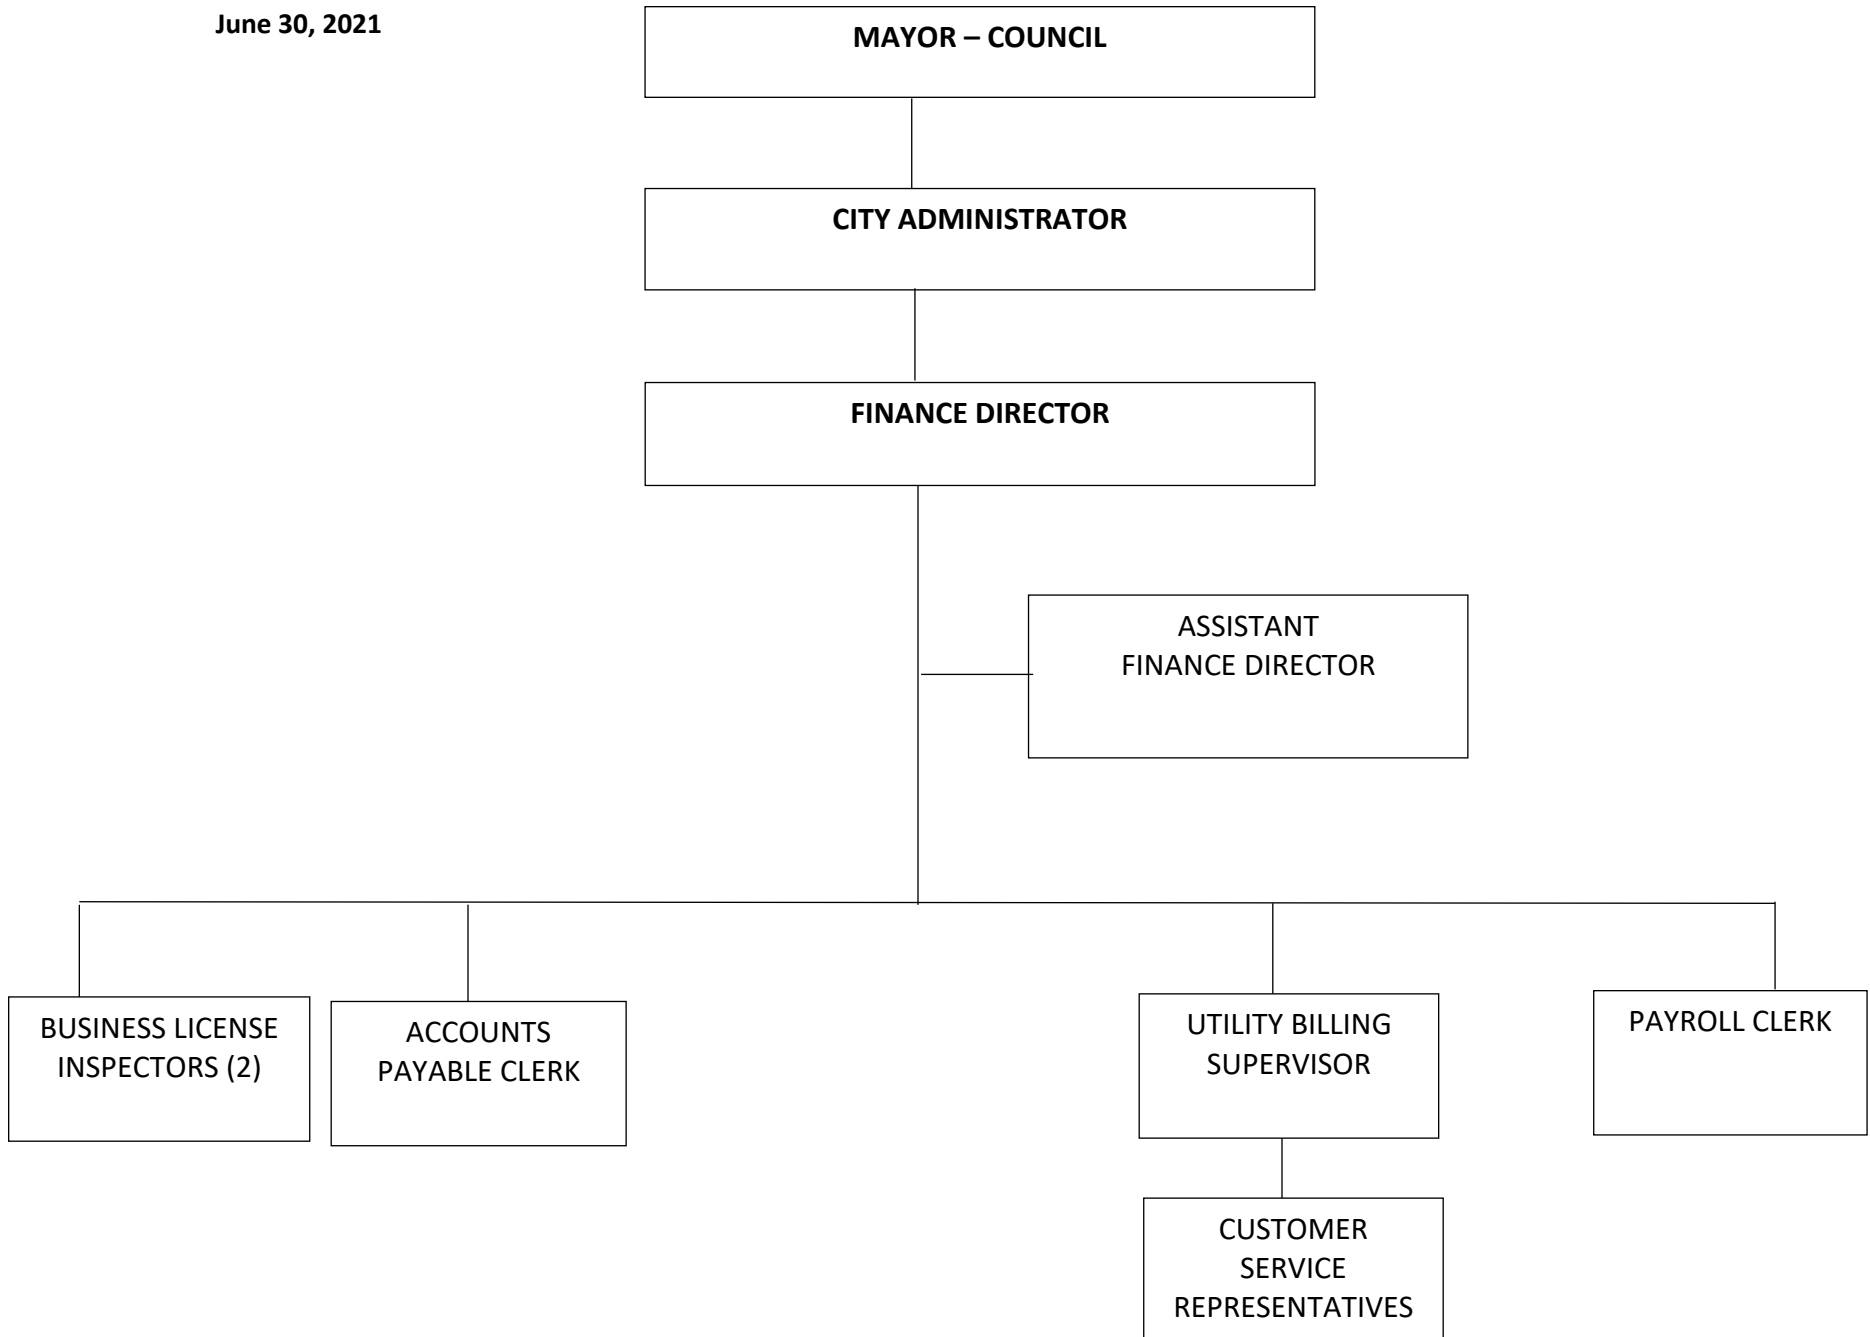 June 30, 2021
MAYOR – COUNCIL
CITY ADMINISTRATOR
FINANCE DIRECTOR
ASSISTANT
FINANCE DIRECTOR
BUSINESS LICENSE
INSPECTORS (2)
ACCOUNTS
PAYABLE CLERK
UTILITY BILLING
SUPERVISOR
PAYROLL CLERK
CUSTOMER
SERVICE
REPRESENTATIVES